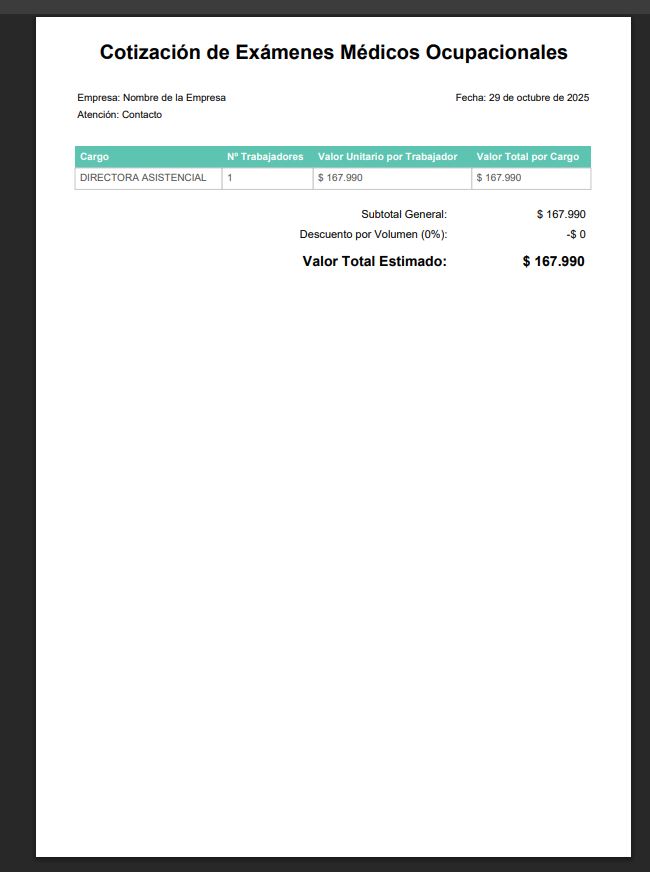 Cotización de Exámenes Médicos Ocupacionales
Empresa: Nombre de la Empresa Fecha: 29 de octubre de 2025
Atención: Contacto
Cargo Nº Trabajadores Valor Unitario por Trabajador Valor Total por Cargo
DIRECTORA ASISTENCIAL 1 $ 167.990 $ 167.990
Subtotal General: $ 167.990
Descuento por Volumen (0%): -$ 0
Valor Total Estimado: $ 167.990